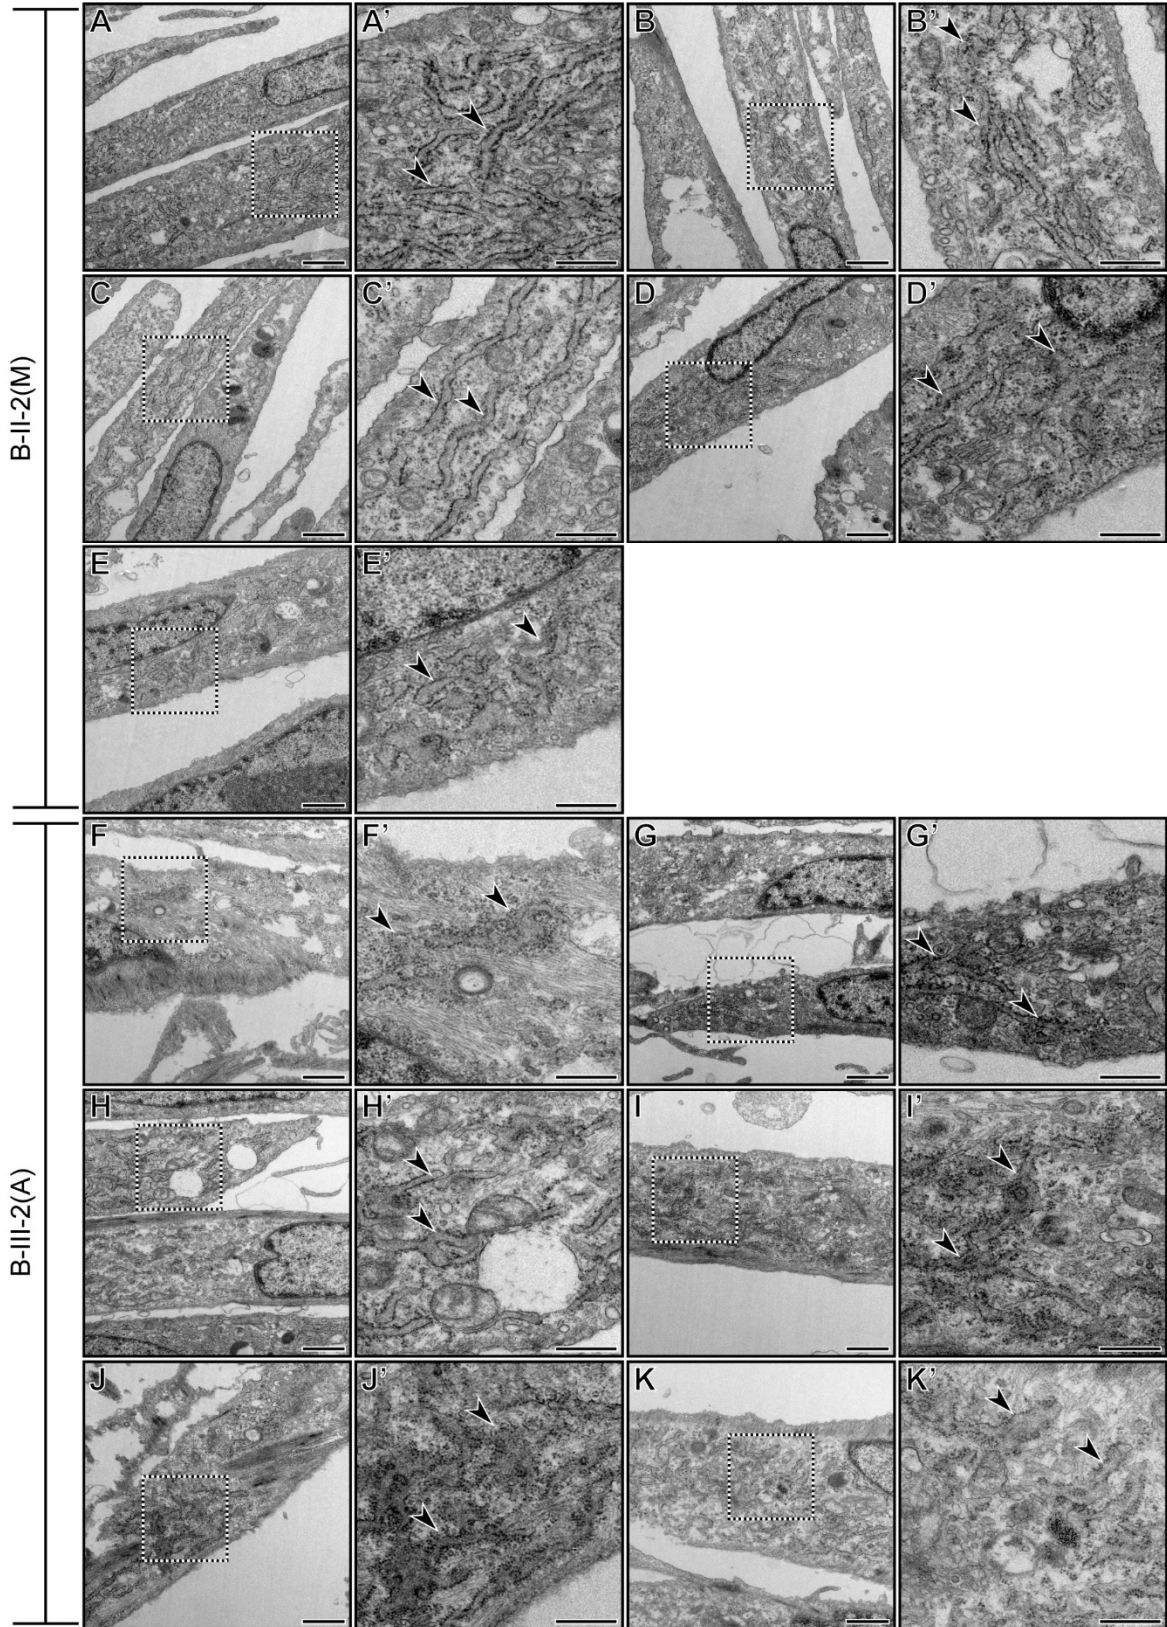 A A' B B'
C C' D D'
E E'
B-II-2(M)
F F' G G'
H H' I I'
J J' K K'
B-III-2(A)